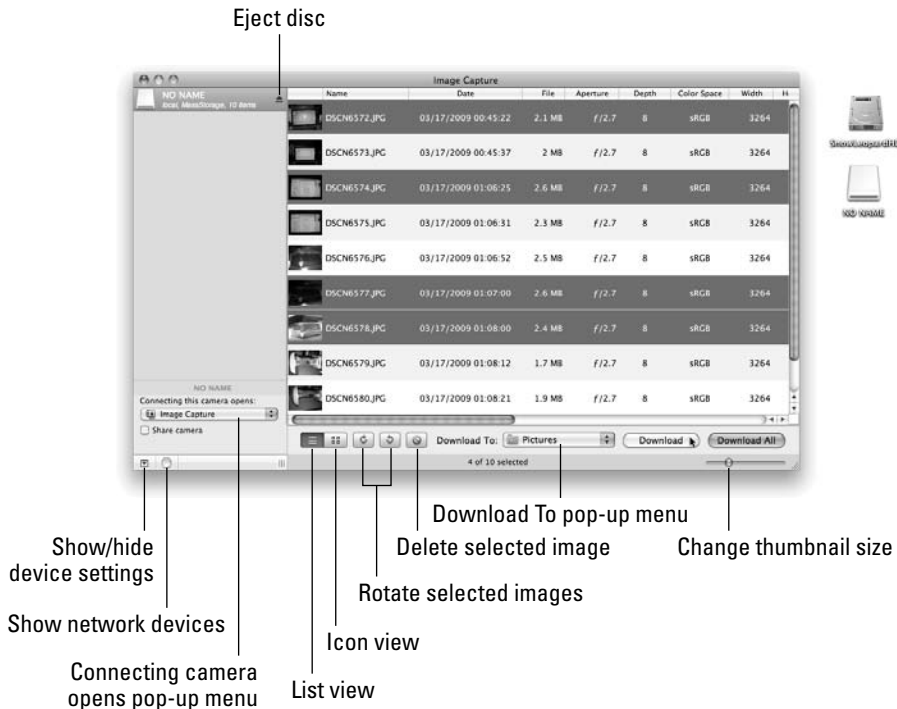 Eject disc
Image Capture
NO NAME
local, MassStorage, 10 items
Name Date File Aperture Depth Color Space Width H
DSCN6572.JPG 03/17/2009 00:45:22 2.1 MB f/2.7 8 sRGB 3264
DSCN6573.JPG 03/17/2009 00:45:37 2 MB f/2.7 8 sRGB 3264
DSCN6574.JPG 03/17/2009 01:06:25 2.6 MB f/2.7 8 sRGB 3264
DSCN6575.JPG 03/17/2009 01:06:31 2.3 MB f/2.7 8 sRGB 3264
DSCN6576.JPG 03/17/2009 01:06:52 2.5 MB f/2.7 8 sRGB 3264
DSCN6577.JPG 03/17/2009 01:07:00 2.6 MB f/2.7 8 sRGB 3264
DSCN6578.JPG 03/17/2009 01:08:00 2.4 MB f/2.7 8 sRGB 3264
DSCN6579.JPG 03/17/2009 01:08:12 1.7 MB f/2.7 8 sRGB 3264
DSCN6580.JPG 03/17/2009 01:08:21 1.9 MB f/2.7 8 sRGB 3264
SnowLeopardHD
NO NAME
NO NAME
Connecting this camera opens:
Image Capture
Share camera
Download To: Pictures Download Download All
4 of 10 selected
Download To pop-up menu
Show/hide
device settings
Delete selected image
Change thumbnail size
Rotate selected images
Show network devices
Icon view
Connecting camera
opens pop-up menu
List view